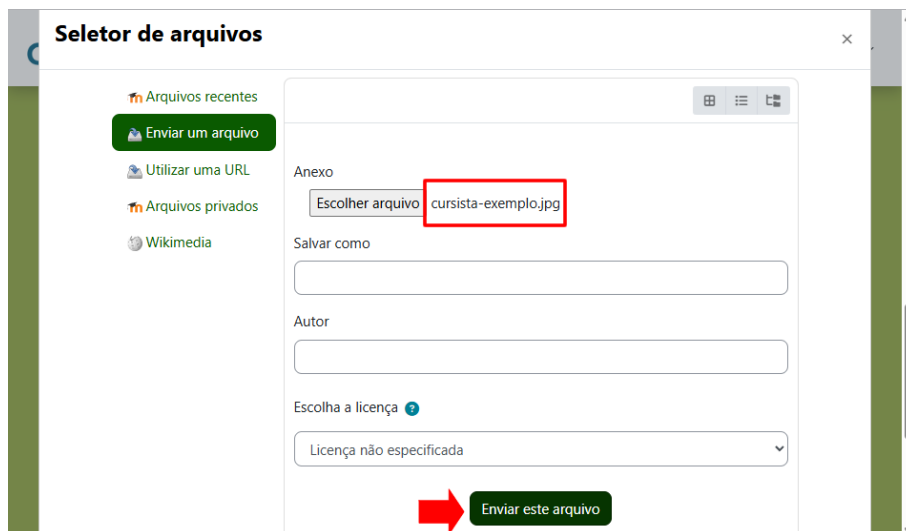 Seletor de arquivos
×
Arquivos recentes
Enviar um arquivo
Utilizar uma URL
Arquivos privados
Wikimedia
Anexo
Escolher arquivo cursista-exemplo.jpg
Salvar como
Autor
Escolha a licença ?
Licença não especificada
Enviar este arquivo